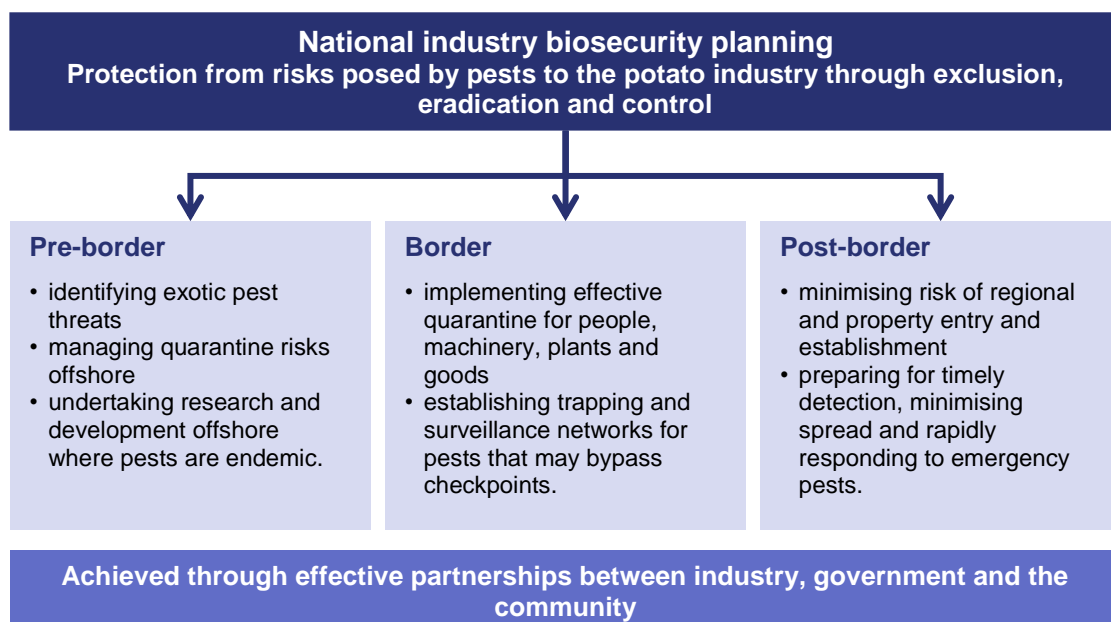 National industry biosecurity planning
Protection from risks posed by pests to the potato industry through exclusion,
eradication and control
Pre-border
• identifying exotic pest
threats
• managing quarantine risks
offshore
• undertaking research and
development offshore
where pests are endemic.
Border
• implementing effective
quarantine for people,
machinery, plants and
goods
• establishing trapping and
surveillance networks for
pests that may bypass
checkpoints.
Post-border
• minimising risk of regional
and property entry and
establishment
• preparing for timely
detection, minimising
spread and rapidly
responding to emergency
pests.
Achieved through effective partnerships between industry, government and the
community